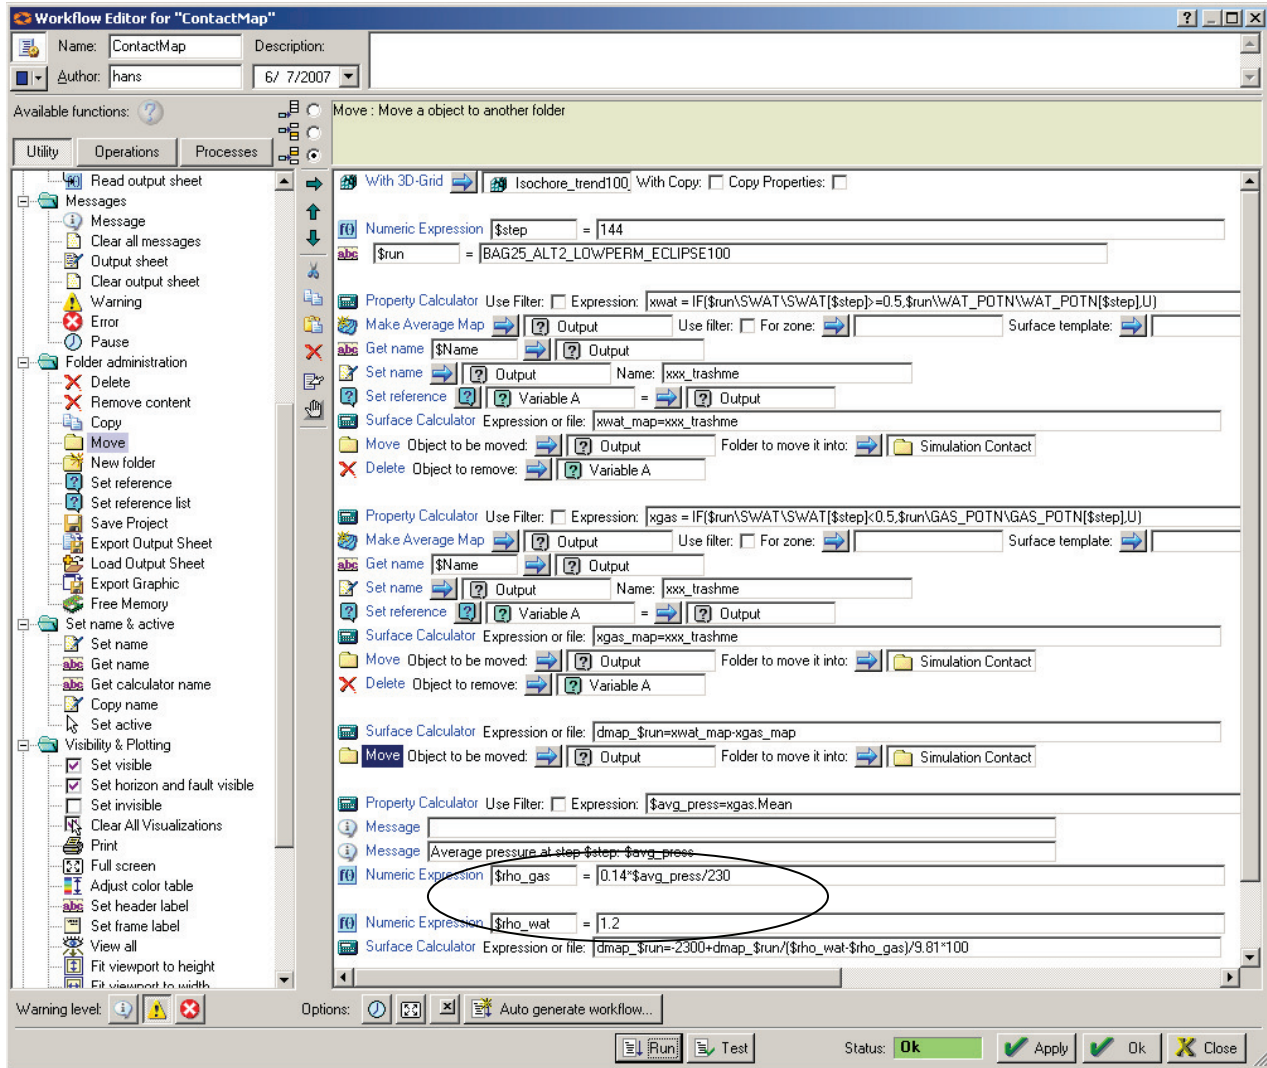 Workflow Editor for "ContactMap"
Name: ContactMap Description:
Author: hans 6/ 7/2007
Available functions:
Move : Move a object to another folder
Utility Operations Processes
Read output sheet
Messages
Message
Clear all messages
Output sheet
Clear output sheet
Warning
Error
Pause
Folder administration
Delete
Remove content
Copy
Move
New folder
Set reference
Set reference list
Save Project
Export Output Sheet
Load Output Sheet
Export Graphic
Free Memory
Set name & active
Set name
Get name
Get calculator name
Copy name
Set active
Visibility & Plotting
Set visible
Set horizon and fault visible
Set invisible
Clear All Visualizations
Print
Full screen
Adjust color table
Set header label
Set frame label
View all
Fit viewport to height
Fit viewport to width
With 3D-Grid Isochore_trend100 With Copy: Copy Properties:
Numeric Expression $step = 144
abc $run = BAG25_ALT2_LOWPERM_ECLIPSE100
Property Calculator Use Filter: Expression: xwat = IF($run\SWAT\SWAT[$step]>=0.5,$run\WAT_POTN\WAT_POTN[$step],U)
Make Average Map Output Use filter: For zone: Surface template:
abc Get name $Name Output
Set name Output Name: xxx_trashme
Set reference Variable A = Output
Surface Calculator Expression or file: xwat_map=xxx_trashme
Move Object to be moved: Output Folder to move it into: Simulation Contact
Delete Object to remove: Variable A
Property Calculator Use Filter: Expression: xgas = IF($run\SWAT\SWAT[$step]<0.5,$run\GAS_POTN\GAS_POTN[$step],U)
Make Average Map Output Use filter: For zone: Surface template:
abc Get name $Name Output
Set name Output Name: xxx_trashme
Set reference Variable A = Output
Surface Calculator Expression or file: xgas_map=xxx_trashme
Move Object to be moved: Output Folder to move it into: Simulation Contact
Delete Object to remove: Variable A
Surface Calculator Expression or file: dmap_$run=xwat_map-xgas_map
Move Object to be moved: Output Folder to move it into: Simulation Contact
Property Calculator Use Filter: Expression: $avg_press=xgas.Mean
Message
Message Average pressure at step $step: $avg_press
Numeric Expression $rho_gas = 0.14*$avg_press/230
Numeric Expression $rho_wat = 1.2
Surface Calculator Expression or file: dmap_$run=-2300+dmap_$run/($rho_wat-$rho_gas)/9.81*100
Warning level: Options: Auto generate workflow...
Run Test Status: Ok Apply Ok Close